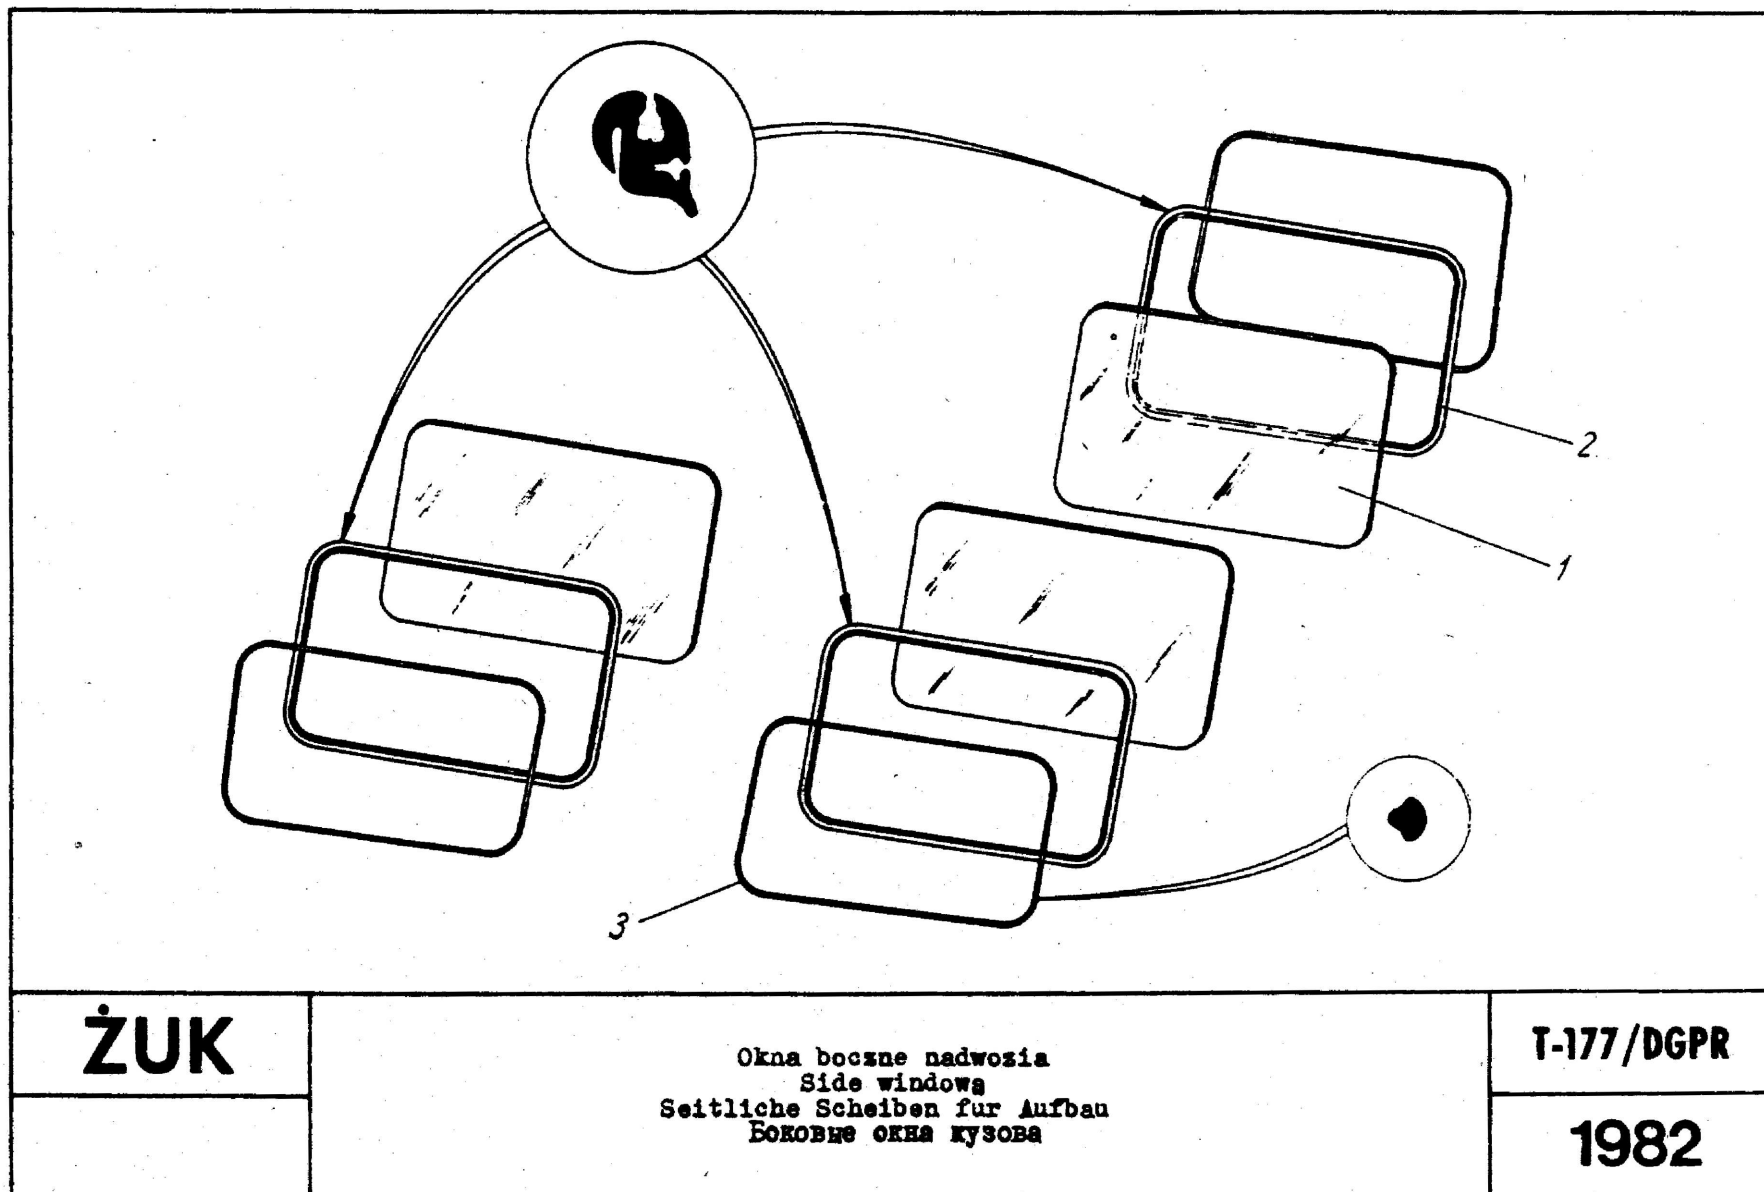 2
1
3
ŻUK
Okna boczne nadwozia
Side windows
Seitliche Scheiben fur Aufbau
Боковые окна кузова
T-177/DGPR
1982